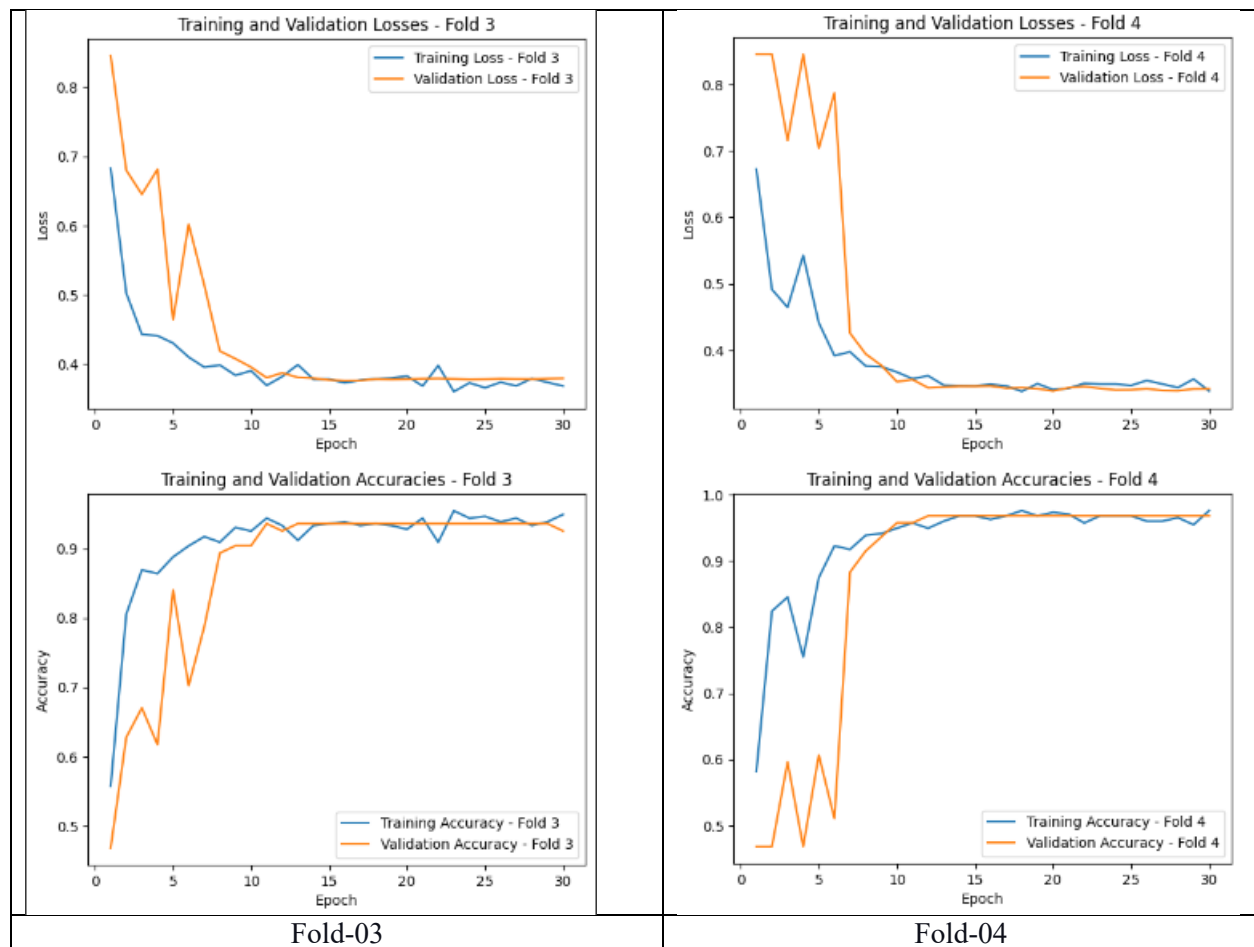 Training and Validation Losses - Fold 3
Training Loss - Fold 3
Validation Loss - Fold 3
0.8
0.7
0.6
0.5
0.4
Loss
0 5 10 15 20 25 30
Epoch
Training and Validation Accuracies - Fold 3
0.9
0.8
0.7
0.6
0.5
Accuracy
Training Accuracy - Fold 3
Validation Accuracy - Fold 3
0 5 10 15 20 25 30
Epoch
Fold-03
Training and Validation Losses - Fold 4
Training Loss - Fold 4
Validation Loss - Fold 4
0.8
0.7
0.6
0.5
0.4
Loss
0 5 10 15 20 25 30
Epoch
Training and Validation Accuracies - Fold 4
1.0
0.9
0.8
0.7
0.6
0.5
Accuracy
Training Accuracy - Fold 4
Validation Accuracy - Fold 4
0 5 10 15 20 25 30
Epoch
Fold-04